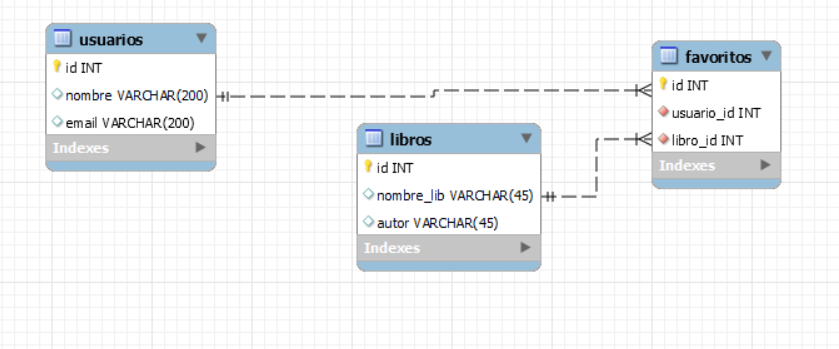 usuarios
id INT
nombre VARCHAR(200)
email VARCHAR(200)
Indexes
libros
id INT
nombre_lib VARCHAR(45)
autor VARCHAR(45)
Indexes
favoritos
id INT
usuario_id INT
libro_id INT
Indexes